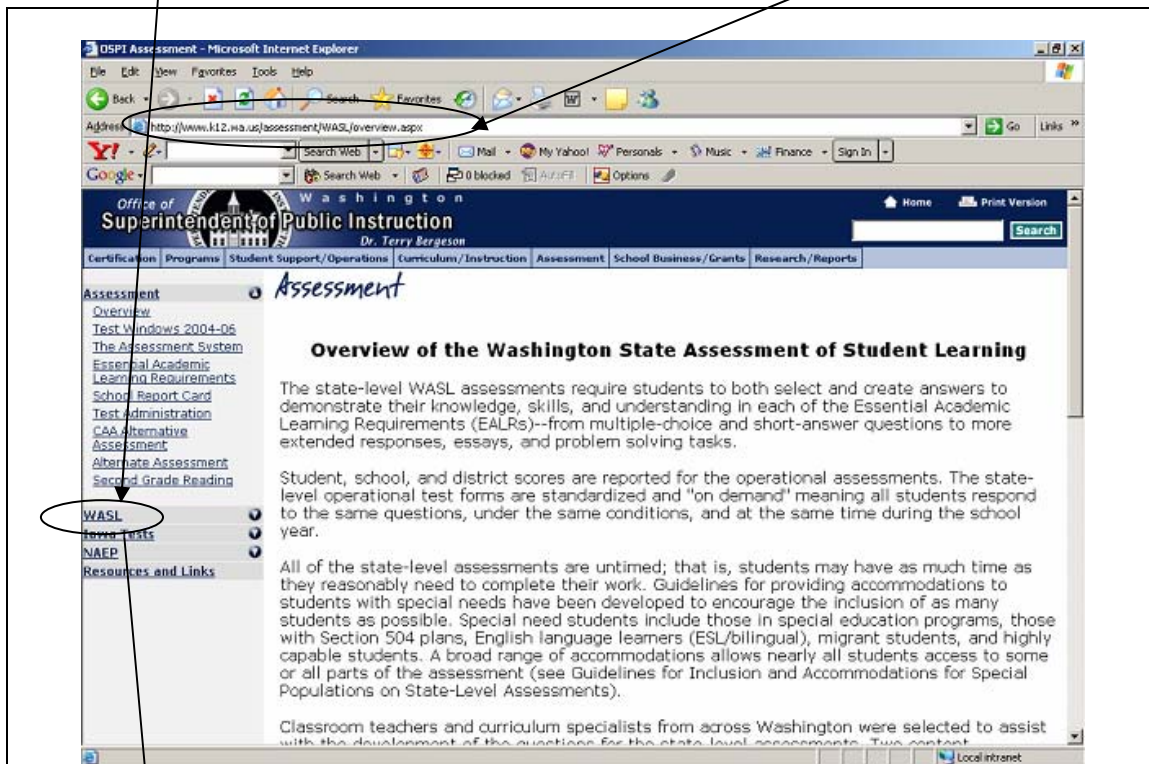 OSPI Assessment - Microsoft Internet Explorer
File Edit View Favorites Tools Help
Back Search Favorites
Address http://www.k12.wa.us/assessment/WASL/overview.aspx Go Links »
Y! Search Web Mail My Yahoo! Personals Music Finance Sign In
Google Search Web 0 blocked AutoFill Options
Office of Washington
Superintendent of Public Instruction
Dr. Terry Bergeson
Home Print Version
Search
Certification Programs Student Support/Operations Curriculum/Instruction Assessment School Business/Grants Research/Reports
Assessment
Overview
Test Windows 2004-06
The Assessment System
Essential Academic
Learning Requirements
School Report Card
Test Administration
CAA Alternative
Assessment
Alternate Assessment
Second Grade Reading
WASL
Iowa Tests
NAEP
Resources and Links
Assessment
Overview of the Washington State Assessment of Student Learning
The state-level WASL assessments require students to both select and create answers to
demonstrate their knowledge, skills, and understanding in each of the Essential Academic
Learning Requirements (EALRs)--from multiple-choice and short-answer questions to more
extended responses, essays, and problem solving tasks.
Student, school, and district scores are reported for the operational assessments. The state-
level operational test forms are standardized and "on demand" meaning all students respond
to the same questions, under the same conditions, and at the same time during the school
year.
All of the state-level assessments are untimed; that is, students may have as much time as
they reasonably need to complete their work. Guidelines for providing accommodations to
students with special needs have been developed to encourage the inclusion of as many
students as possible. Special need students include those in special education programs, those
with Section 504 plans, English language learners (ESL/bilingual), migrant students, and highly
capable students. A broad range of accommodations allows nearly all students access to some
or all parts of the assessment (see Guidelines for Inclusion and Accommodations for Special
Populations on State-Level Assessments).
Classroom teachers and curriculum specialists from across Washington were selected to assist
with the development of the questions for the state-level assessments. Two content
Local intranet